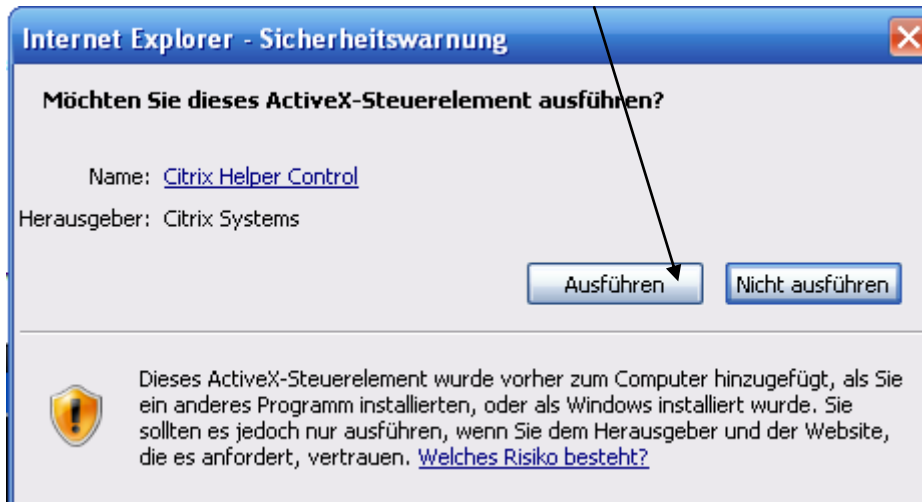 Internet Explorer - Sicherheitswarnung
Möchten Sie dieses ActiveX-Steuerelement ausführen?
Name: Citrix Helper Control
Herausgeber: Citrix Systems
Ausführen Nicht ausführen
Dieses ActiveX-Steuerelement wurde vorher zum Computer hinzugefügt, als Sie
ein anderes Programm installierten, oder als Windows installiert wurde. Sie
sollten es jedoch nur ausführen, wenn Sie dem Herausgeber und der Website,
die es anfordert, vertrauen. Welches Risiko besteht?